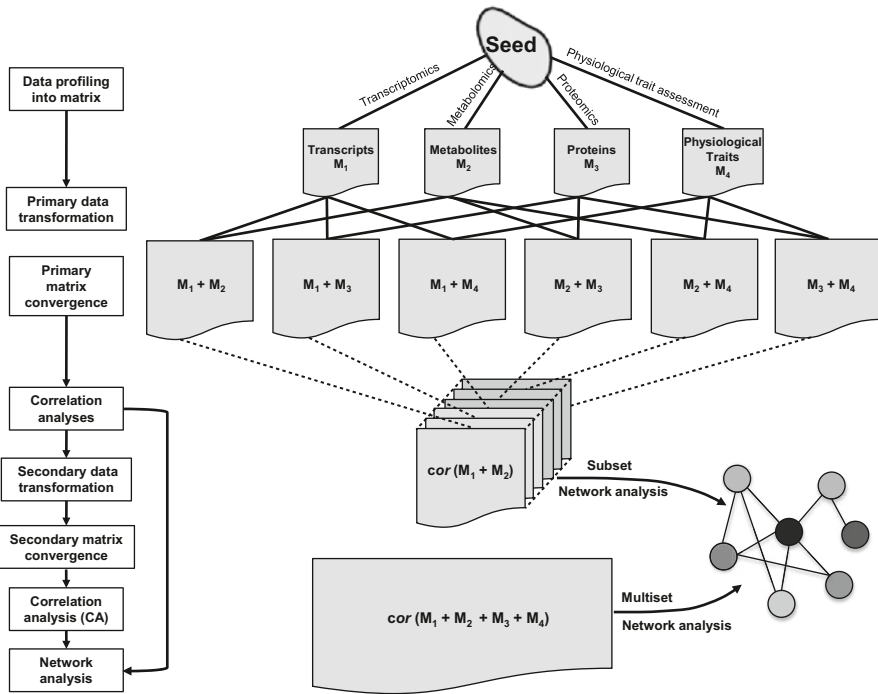 Seed
Transcriptomics
Metabolomics
Proteomics
Physiological trait assessment
Data profiling
into matrix
Transcripts
M₁
Metabolites
M₂
Proteins
M₃
Physiological
Traits
M₄
Primary data
transformation
Primary
matrix
convergence
M₁ + M₂
M₁ + M₃
M₁ + M₄
M₂ + M₃
M₂ + M₄
M₃ + M₄
Correlation
analyses
Secondary data
transformation
cor (M₁ + M₂)
Subset
Network analysis
Secondary matrix
convergence
Correlation
analysis (CA)
cor (M₁ + M₂ + M₃ + M₄)
Multiset
Network analysis
Network
analysis